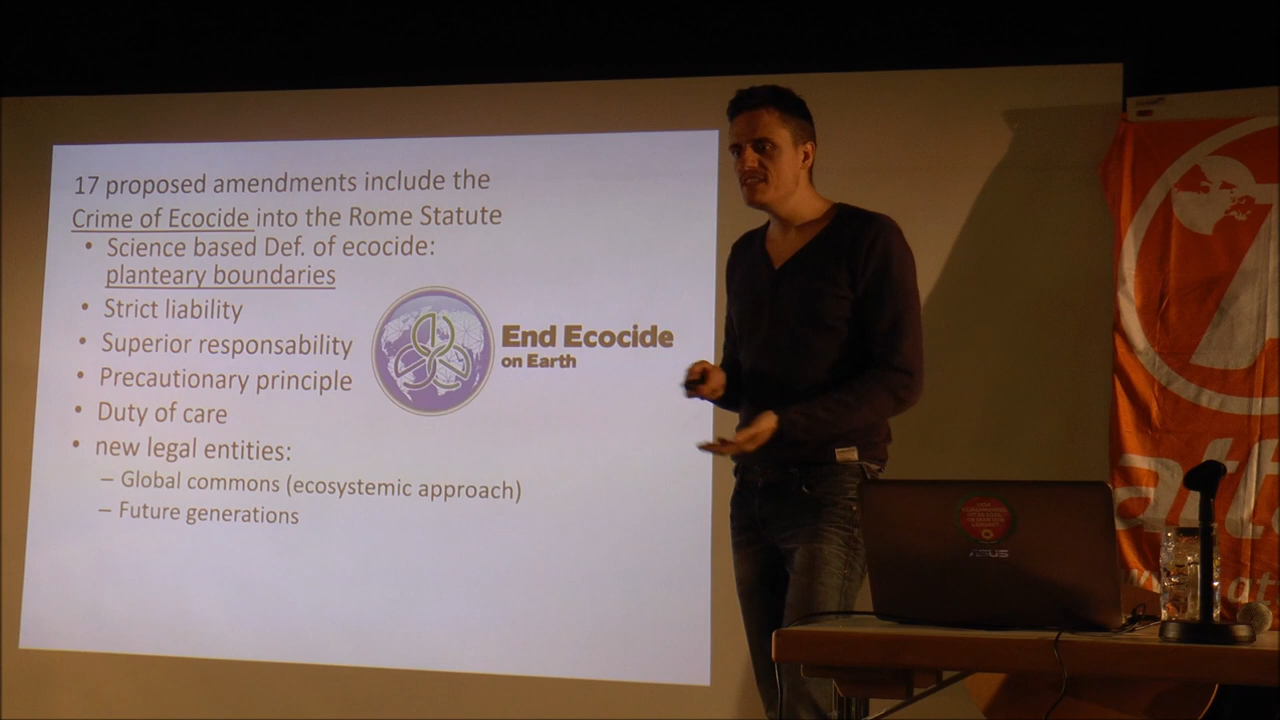 17 proposed amendments include the
Crime of Ecocide into the Rome Statute
• Science based Def. of ecocide:
planteary boundaries
• Strict liability
• Superior responsability
• Precautionary principle
• Duty of care
• new legal entities:
– Global commons (ecosystemic approach)
– Future generations
End Ecocide
on Earth
ASUS
att